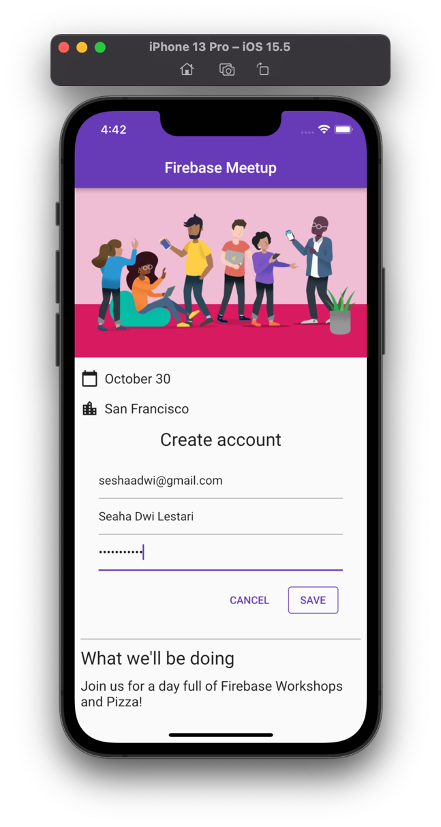 iPhone 13 Pro – iOS 15.5
4:42
Firebase Meetup
October 30
San Francisco
Create account
seshaadwi@gmail.com
Seaha Dwi Lestari
•••••••••••
CANCEL
SAVE
What we'll be doing
Join us for a day full of Firebase Workshops
and Pizza!